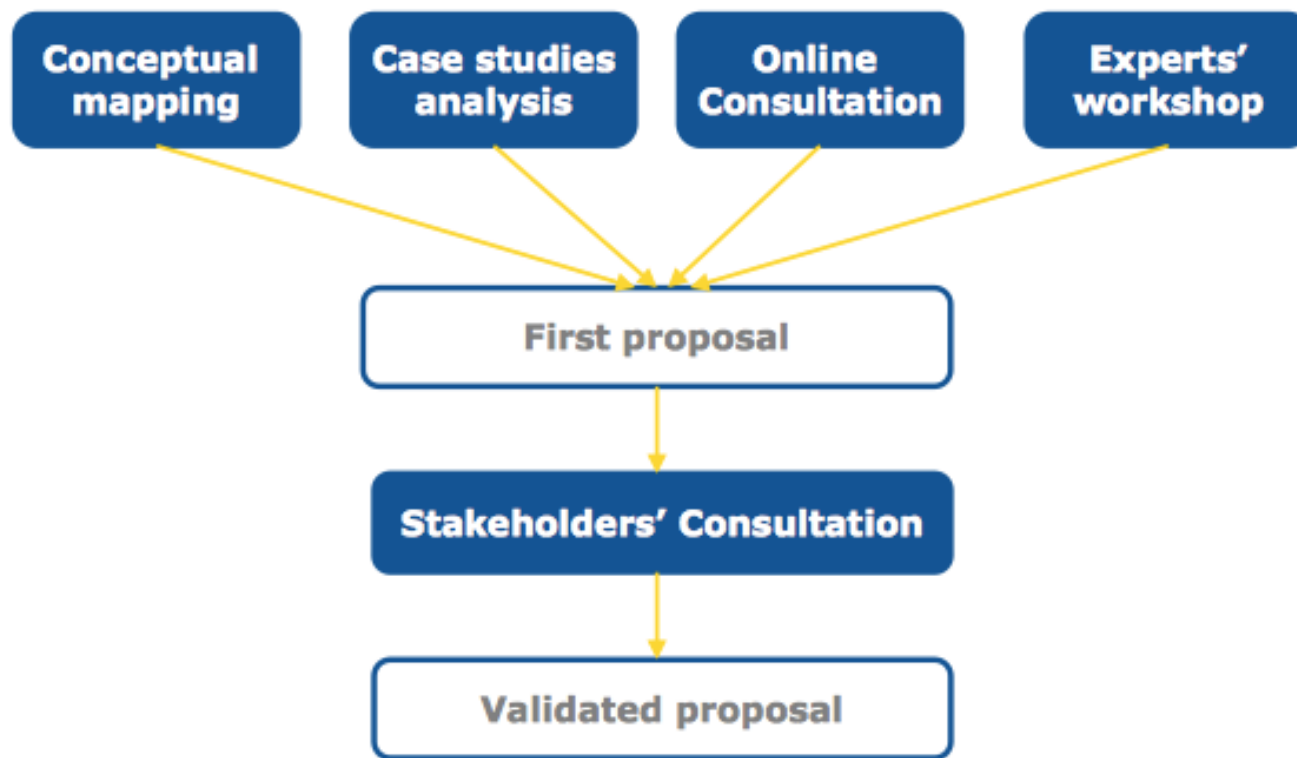 Conceptual
mapping
Case studies
analysis
Online
Consultation
Experts’
workshop
First proposal
Stakeholders’ Consultation
Validated proposal